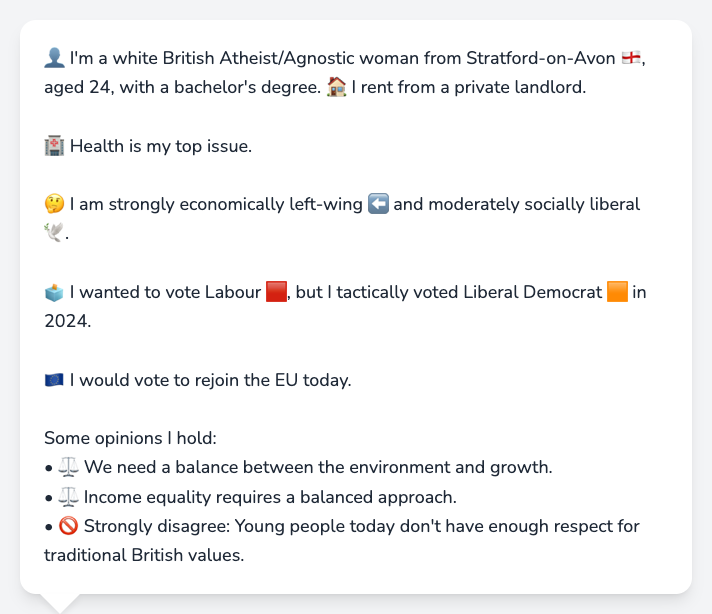 👤 I'm a white British Atheist/Agnostic woman from Stratford-on-Avon 🏴󠁧󠁢󠁥󠁮󠁧󠁿,
aged 24, with a bachelor's degree. 🏠 I rent from a private landlord.
🏥 Health is my top issue.
🤔 I am strongly economically left-wing ⬅️ and moderately socially liberal
🕊️.
🗳️ I wanted to vote Labour 🟥, but I tactically voted Liberal Democrat 🟧 in
2024.
🇪🇺 I would vote to rejoin the EU today.
Some opinions I hold:
• ⚖️ We need a balance between the environment and growth.
• ⚖️ Income equality requires a balanced approach.
• 🚫 Strongly disagree: Young people today don't have enough respect for
traditional British values.